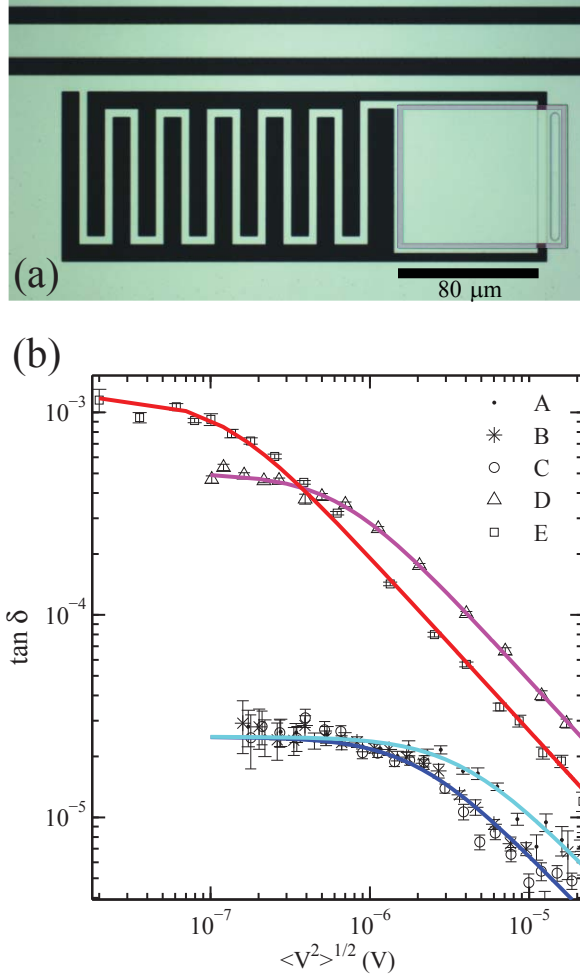 (a)
80 μm
(b)
10⁻³
10⁻⁴
10⁻⁵
tan δ
A
B
C
D
E
10⁻⁷
10⁻⁶
10⁻⁵
<V²>¹/² (V)